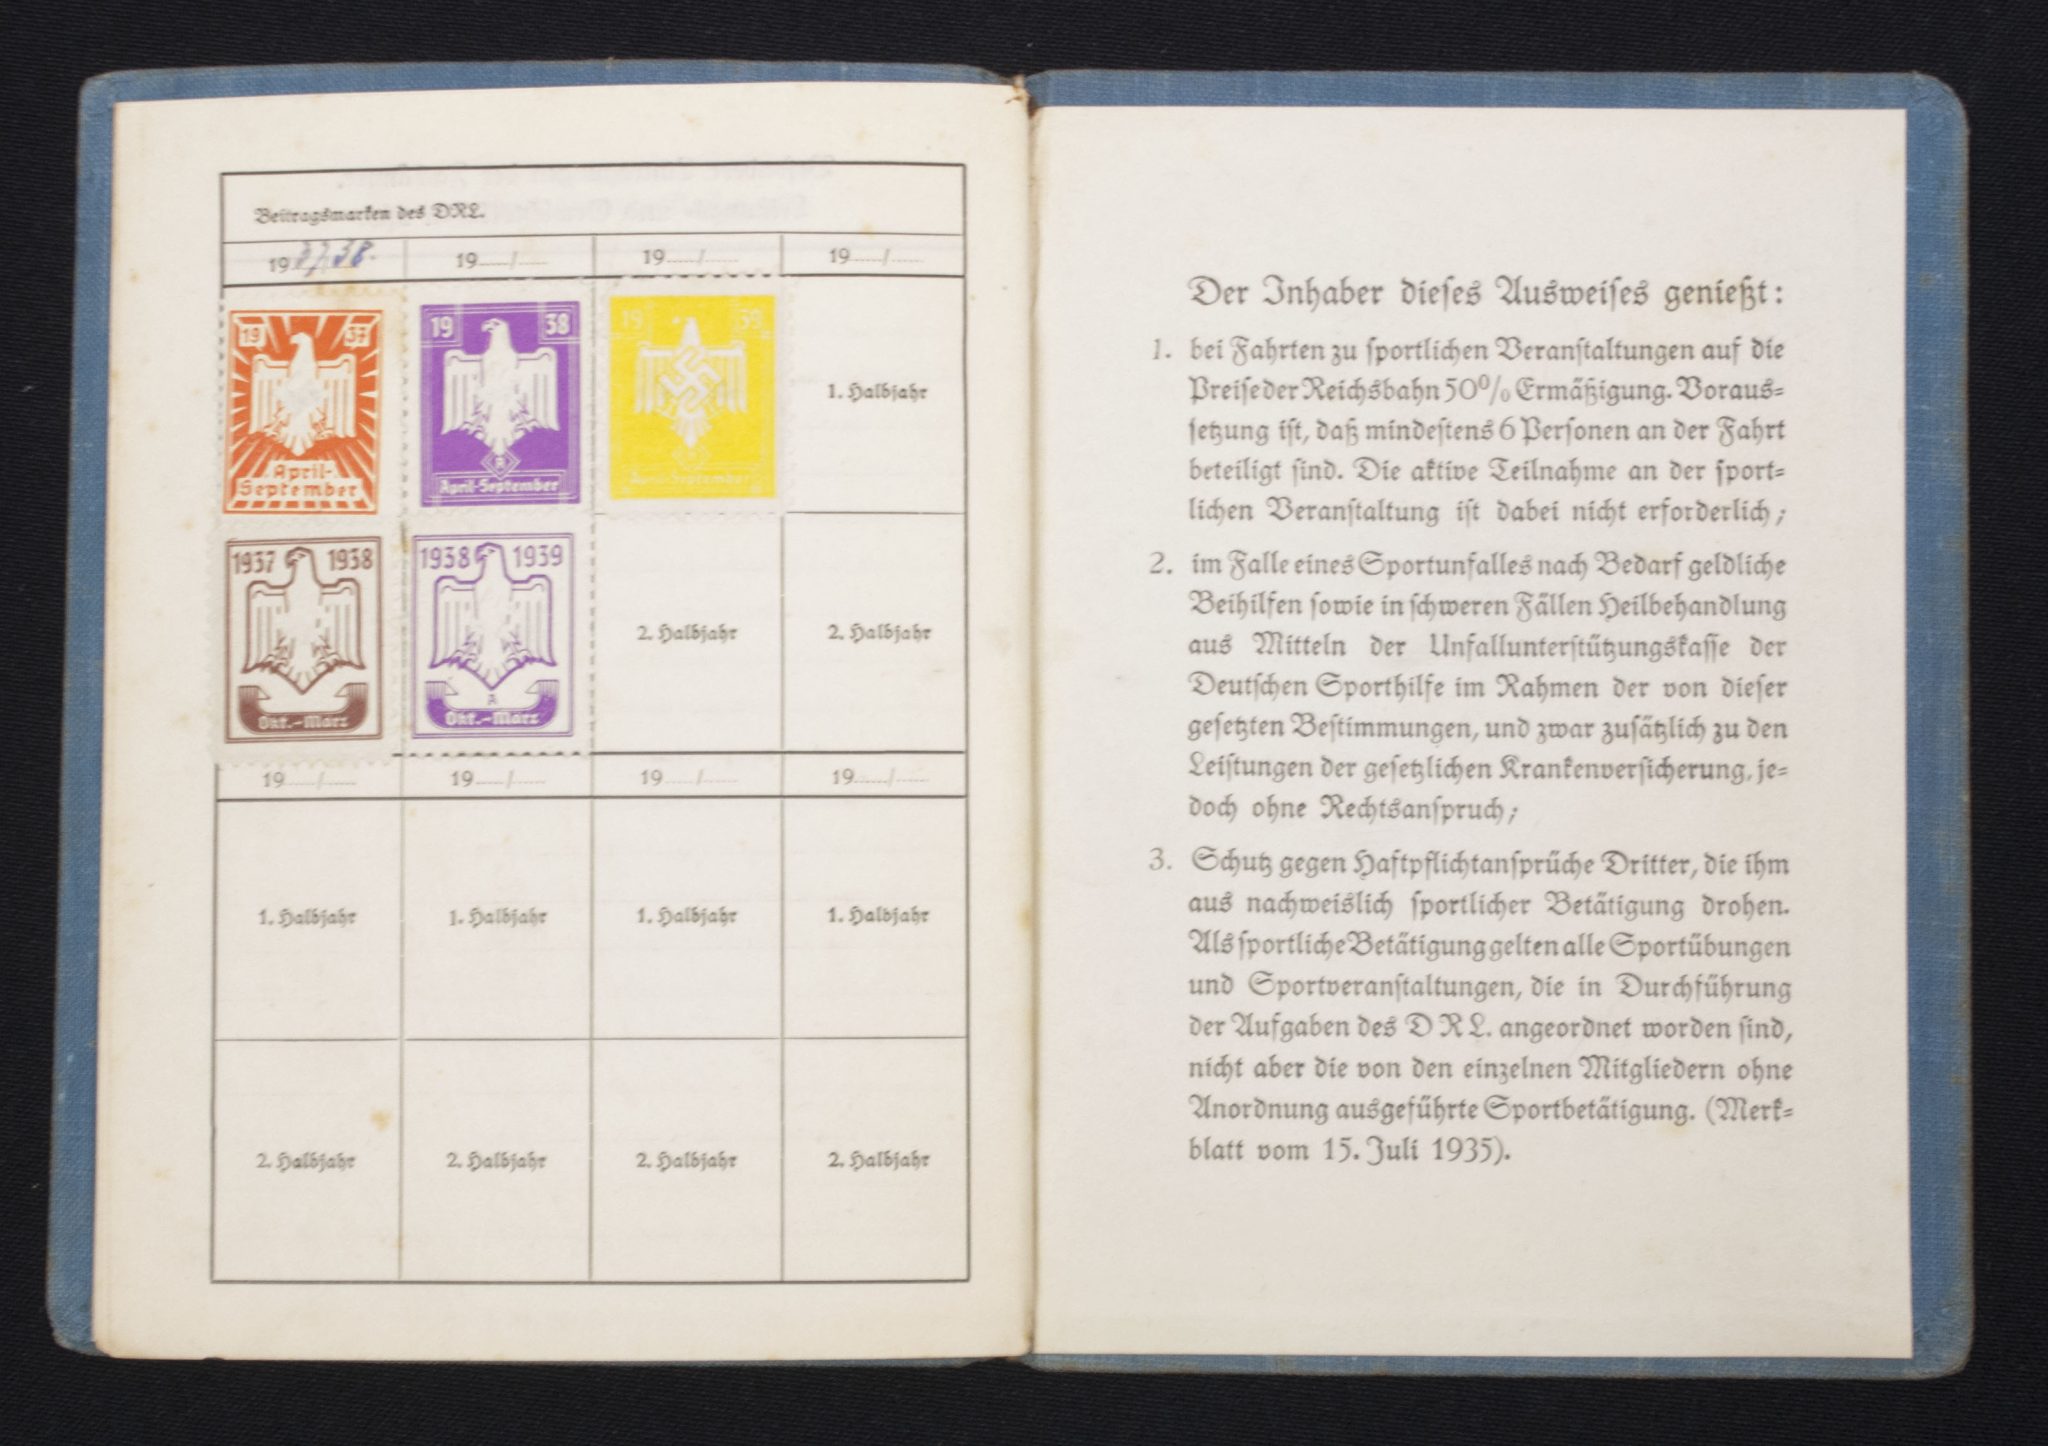 Beitragsmarken des DRL.
19 37/38.
19 /
19 /
19 /
19 37
April-
September
19 38
A
April-September
19 39
April-September
1. Halbjahr
1937 1938
Okt.-März
1938 1939
A
Okt.-März
2. Halbjahr
2. Halbjahr
19 /
19 /
19 /
19 /
1. Halbjahr
1. Halbjahr
1. Halbjahr
1. Halbjahr
2. Halbjahr
2. Halbjahr
2. Halbjahr
2. Halbjahr
Der Inhaber dieses Ausweises genießt:
1. bei Fahrten zu sportlichen Veranstaltungen auf die
Preise der Reichsbahn 50% Ermäßigung. Voraus-
setzung ist, daß mindestens 6 Personen an der Fahrt
beteiligt sind. Die aktive Teilnahme an der sport-
lichen Veranstaltung ist dabei nicht erforderlich;
2. im Falle eines Sportunfalles nach Bedarf geldliche
Beihilfen sowie in schweren Fällen Heilbehandlung
aus Mitteln der Unfallunterstützungskasse der
Deutschen Sporthilfe im Rahmen der von dieser
gesetzten Bestimmungen, und zwar zusätzlich zu den
Leistungen der gesetzlichen Krankenversicherung, je-
doch ohne Rechtsanspruch;
3. Schutz gegen Haftpflichtansprüche Dritter, die ihm
aus nachweislich sportlicher Betätigung drohen.
Als sportliche Betätigung gelten alle Sportübungen
und Sportveranstaltungen, die in Durchführung
der Aufgaben des DRL. angeordnet worden sind,
nicht aber die von den einzelnen Mitgliedern ohne
Anordnung ausgeführte Sportbetätigung. (Merk-
blatt vom 15. Juli 1935).